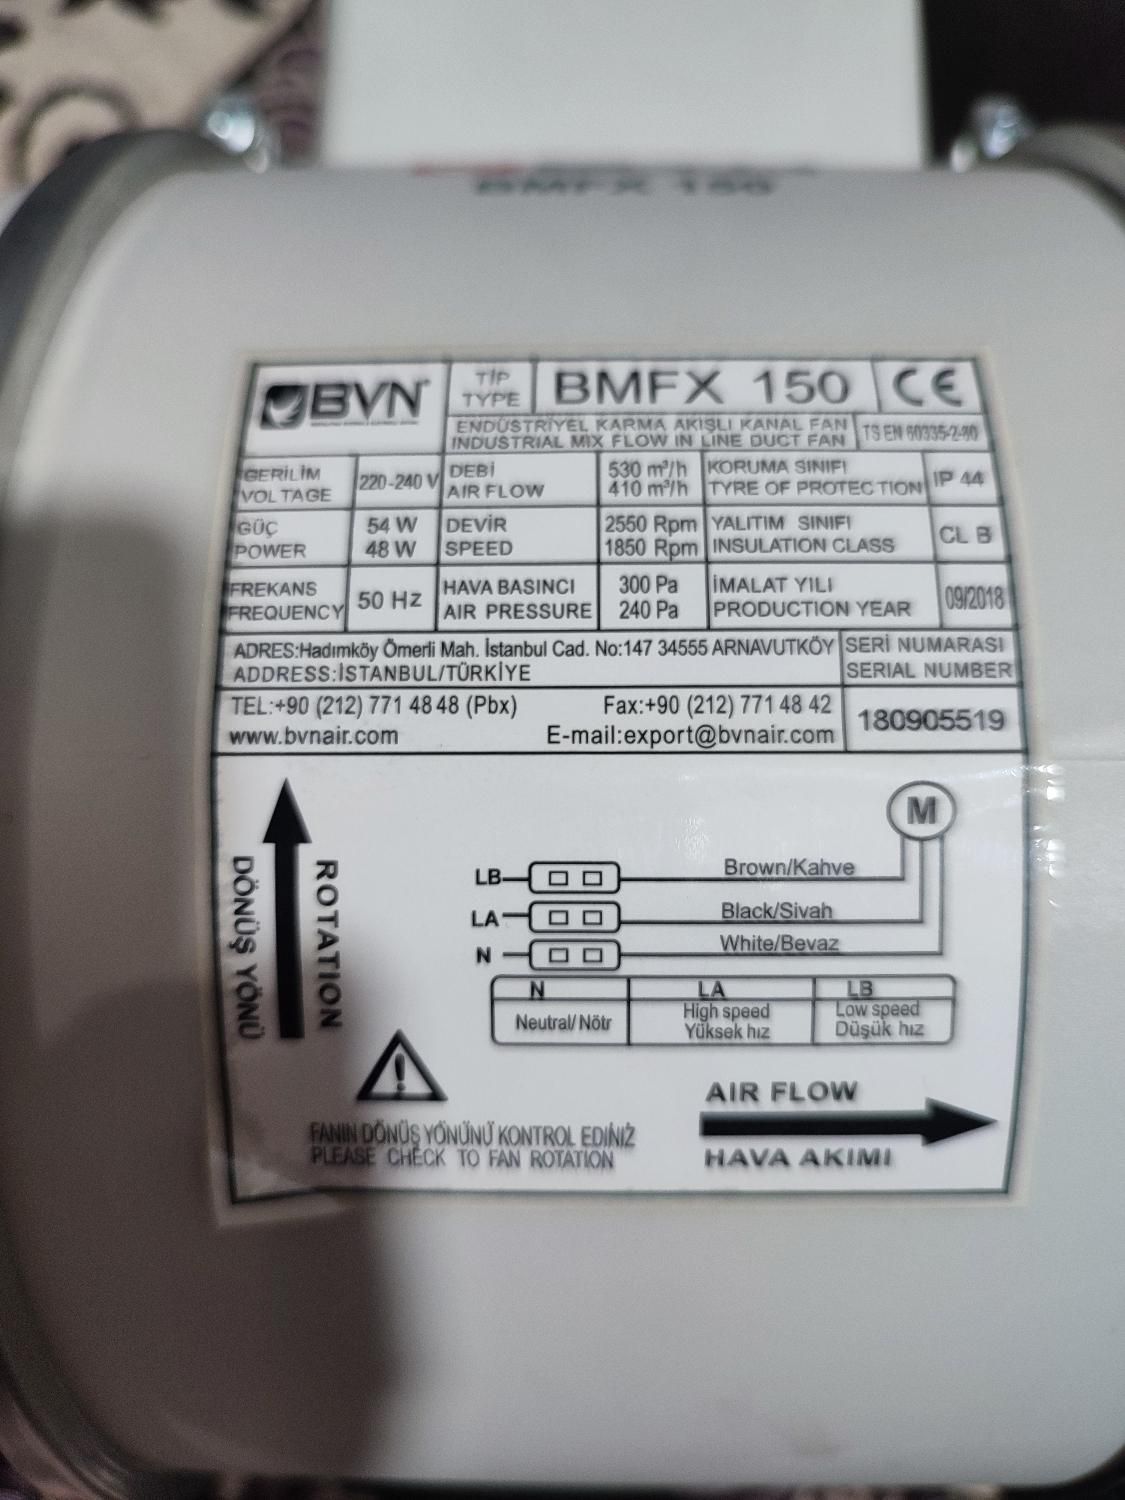 BMFX 150
BVN
TİP
TYPE
BMFX 150
CE
ENDÜSTRİYEL KARMA AKIŞLI KANAL FAN
INDUSTRIAL MIX FLOW IN LINE DUCT FAN
TS EN 60335-2-80
GERİLİM
VOLTAGE
220-240 V
DEBİ
AIR FLOW
530 m³/h
410 m³/h
KORUMA SINIFI
TYRE OF PROTECTION
IP 44
GÜÇ
POWER
54 W
48 W
DEVİR
SPEED
2550 Rpm
1850 Rpm
YALITIM SINIFI
INSULATION CLASS
CL B
FREKANS
FREQUENCY
50 Hz
HAVA BASINCI
AIR PRESSURE
300 Pa
240 Pa
İMALAT YILI
PRODUCTION YEAR
09/2018
ADRES:Hadımköy Ömerli Mah. İstanbul Cad. No:147 34555 ARNAVUTKÖY
ADDRESS:İSTANBUL/TÜRKİYE
SERİ NUMARASI
SERIAL NUMBER
TEL:+90 (212) 771 48 48 (Pbx)
Fax:+90 (212) 771 48 42
www.bvnair.com
E-mail:export@bvnair.com
180905519
ROTATION
DÖNÜŞ YÖNÜ
M
LB
Brown/Kahve
LA
Black/Siyah
N
White/Beyaz
N
LA
LB
Neutral/ Nötr
High speed
Yüksek hız
Low speed
Düşük hız
AIR FLOW
HAVA AKIMI
FANIN DÖNÜŞ YÖNÜNÜ KONTROL EDİNİZ
PLEASE CHECK TO FAN ROTATION